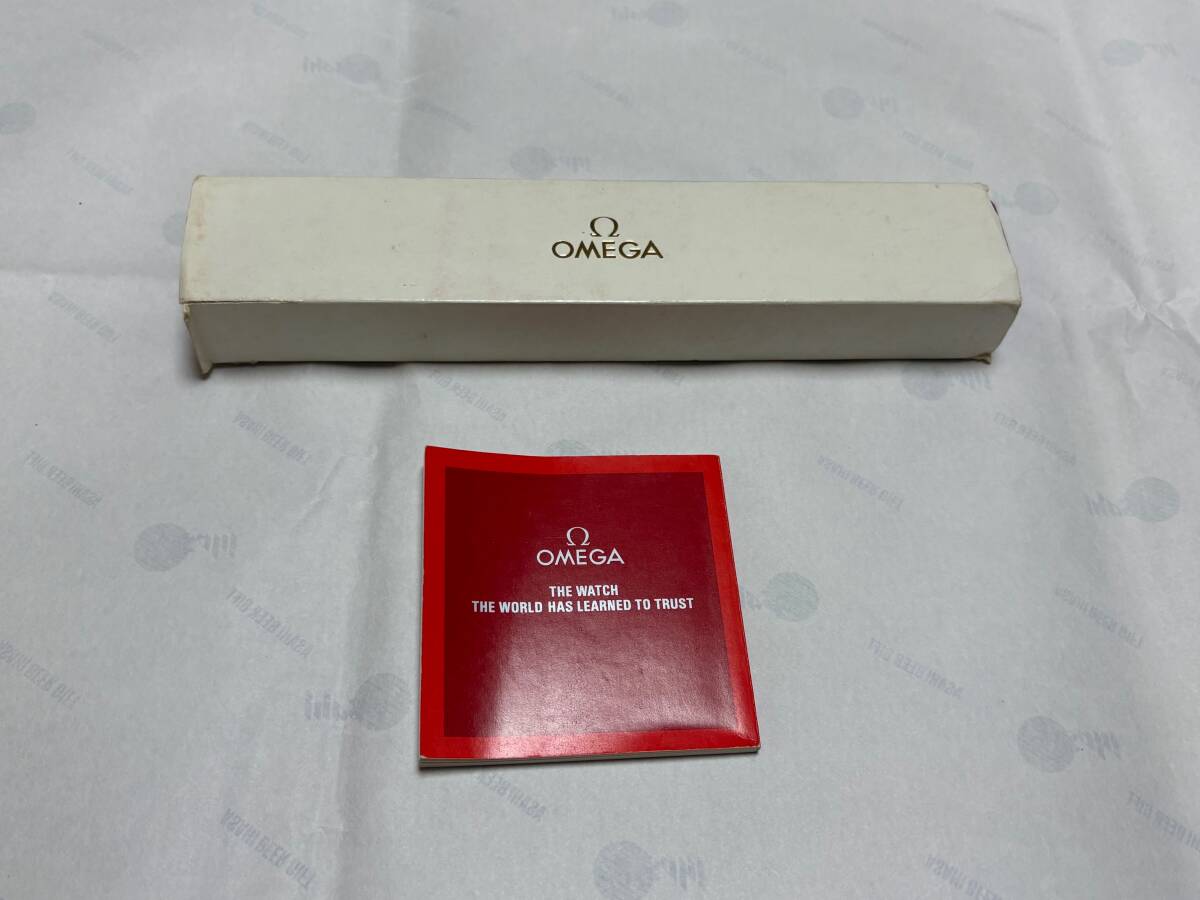 Ω
OMEGA
Ω
OMEGA
THE WATCH
THE WORLD HAS LEARNED TO TRUST